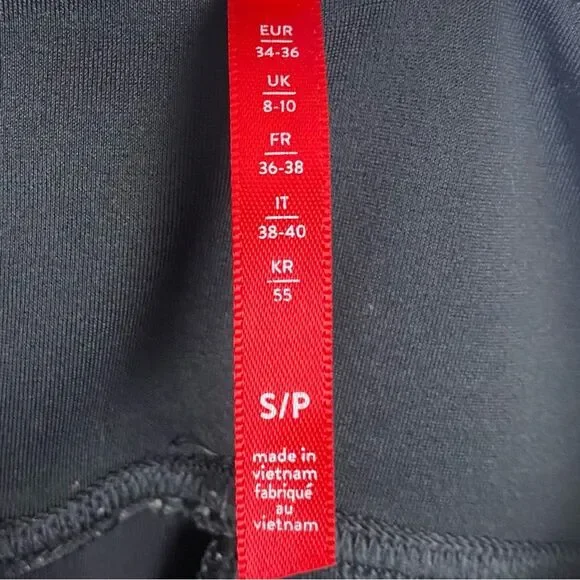 EUR
34-36
UK
8-10
FR
36-38
IT
38-40
KR
55
S/P
made in
vietnam
fabriqué
au
vietnam